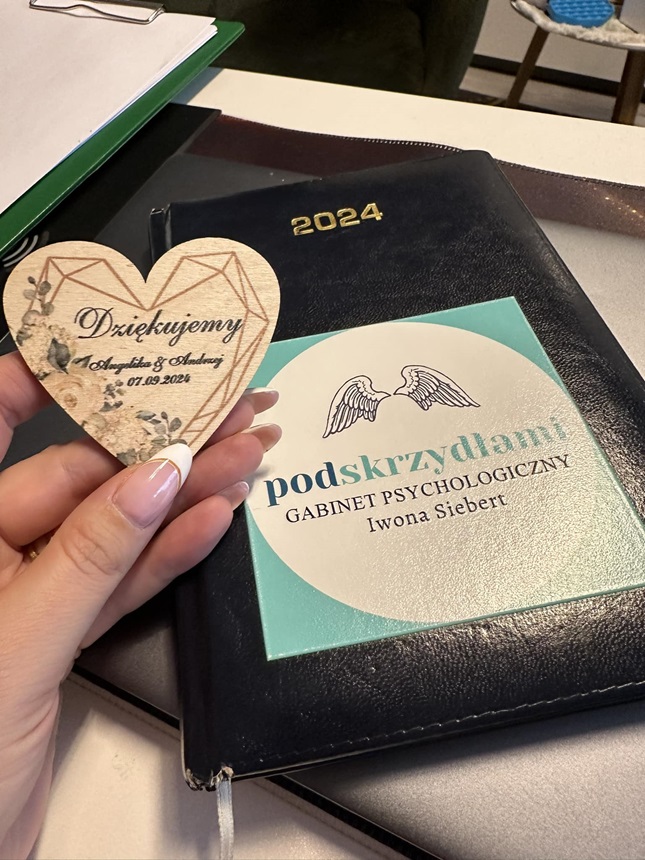 2024
Dziękujemy
Angelika & Andrzej
07.09.2024
podskrzydłami
GABINET PSYCHOLOGICZNY
Iwona Siebert